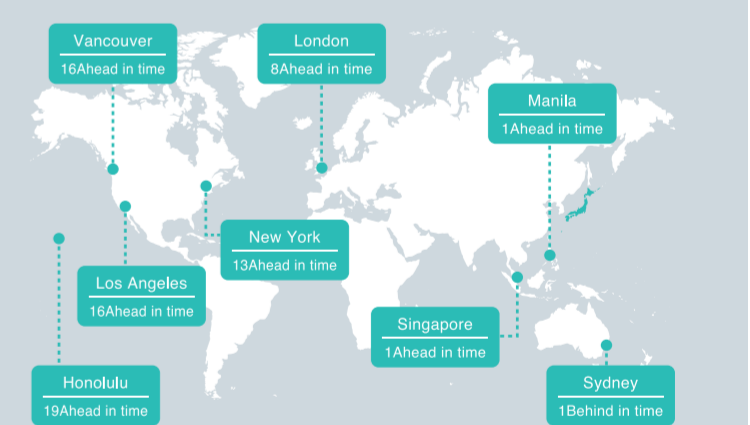 Vancouver
16Ahead in time
London
8Ahead in time
Manila
1Ahead in time
New York
13Ahead in time
Los Angeles
16Ahead in time
Singapore
1Ahead in time
Honolulu
19Ahead in time
Sydney
1Behind in time